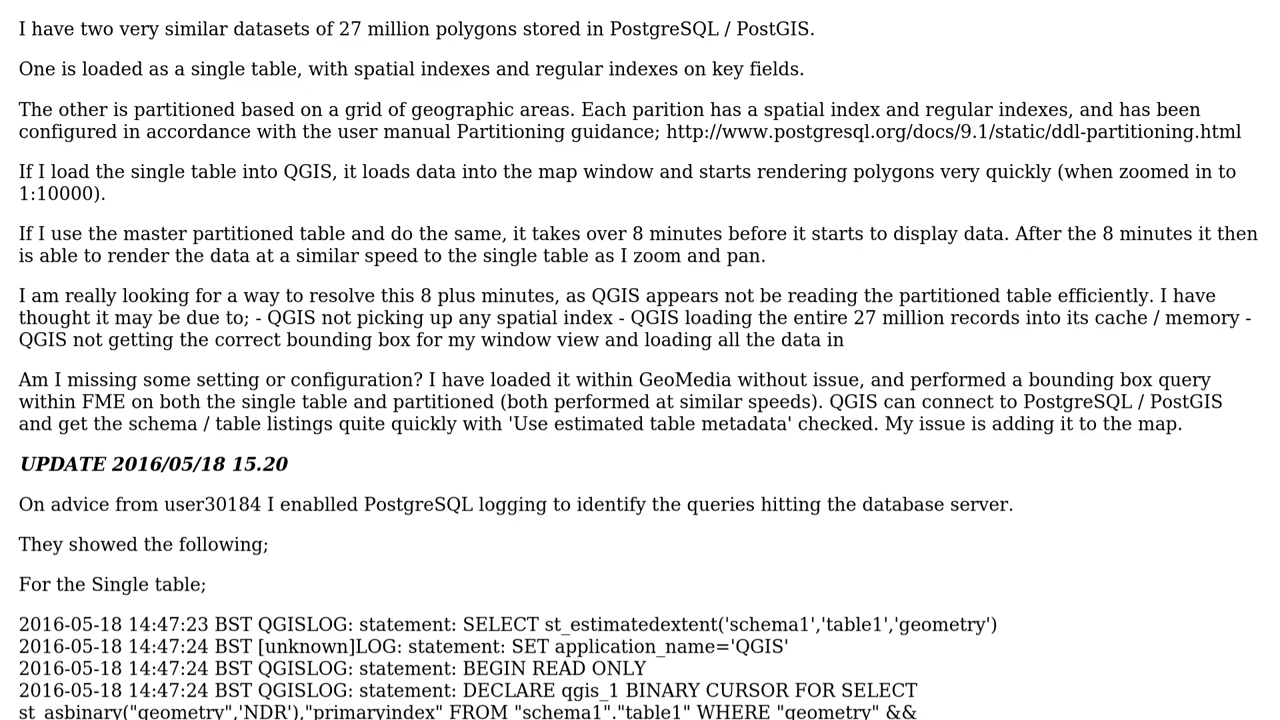 I have two very similar datasets of 27 million polygons stored in PostgreSQL / PostGIS.
One is loaded as a single table, with spatial indexes and regular indexes on key fields.
The other is partitioned based on a grid of geographic areas. Each parition has a spatial index and regular indexes, and has been
configured in accordance with the user manual Partitioning guidance; http://www.postgresql.org/docs/9.1/static/ddl-partitioning.html
If I load the single table into QGIS, it loads data into the map window and starts rendering polygons very quickly (when zoomed in to
1:10000).
If I use the master partitioned table and do the same, it takes over 8 minutes before it starts to display data. After the 8 minutes it then
is able to render the data at a similar speed to the single table as I zoom and pan.
I am really looking for a way to resolve this 8 plus minutes, as QGIS appears not be reading the partitioned table efficiently. I have
thought it may be due to; - QGIS not picking up any spatial index - QGIS loading the entire 27 million records into its cache / memory -
QGIS not getting the correct bounding box for my window view and loading all the data in
Am I missing some setting or configuration? I have loaded it within GeoMedia without issue, and performed a bounding box query
within FME on both the single table and partitioned (both performed at similar speeds). QGIS can connect to PostgreSQL / PostGIS
and get the schema / table listings quite quickly with 'Use estimated table metadata' checked. My issue is adding it to the map.
UPDATE 2016/05/18 15.20
On advice from user30184 I enablled PostgreSQL logging to identify the queries hitting the database server.
They showed the following;
For the Single table;
2016-05-18 14:47:23 BST QGISLOG: statement: SELECT st_estimatedextent('schema1','table1','geometry')
2016-05-18 14:47:24 BST [unknown]LOG: statement: SET application_name='QGIS'
2016-05-18 14:47:24 BST QGISLOG: statement: BEGIN READ ONLY
2016-05-18 14:47:24 BST QGISLOG: statement: DECLARE qgis_1 BINARY CURSOR FOR SELECT
st_asbinary("geometry",'NDR'),"primaryindex" FROM "schema1"."table1" WHERE "geometry" &&